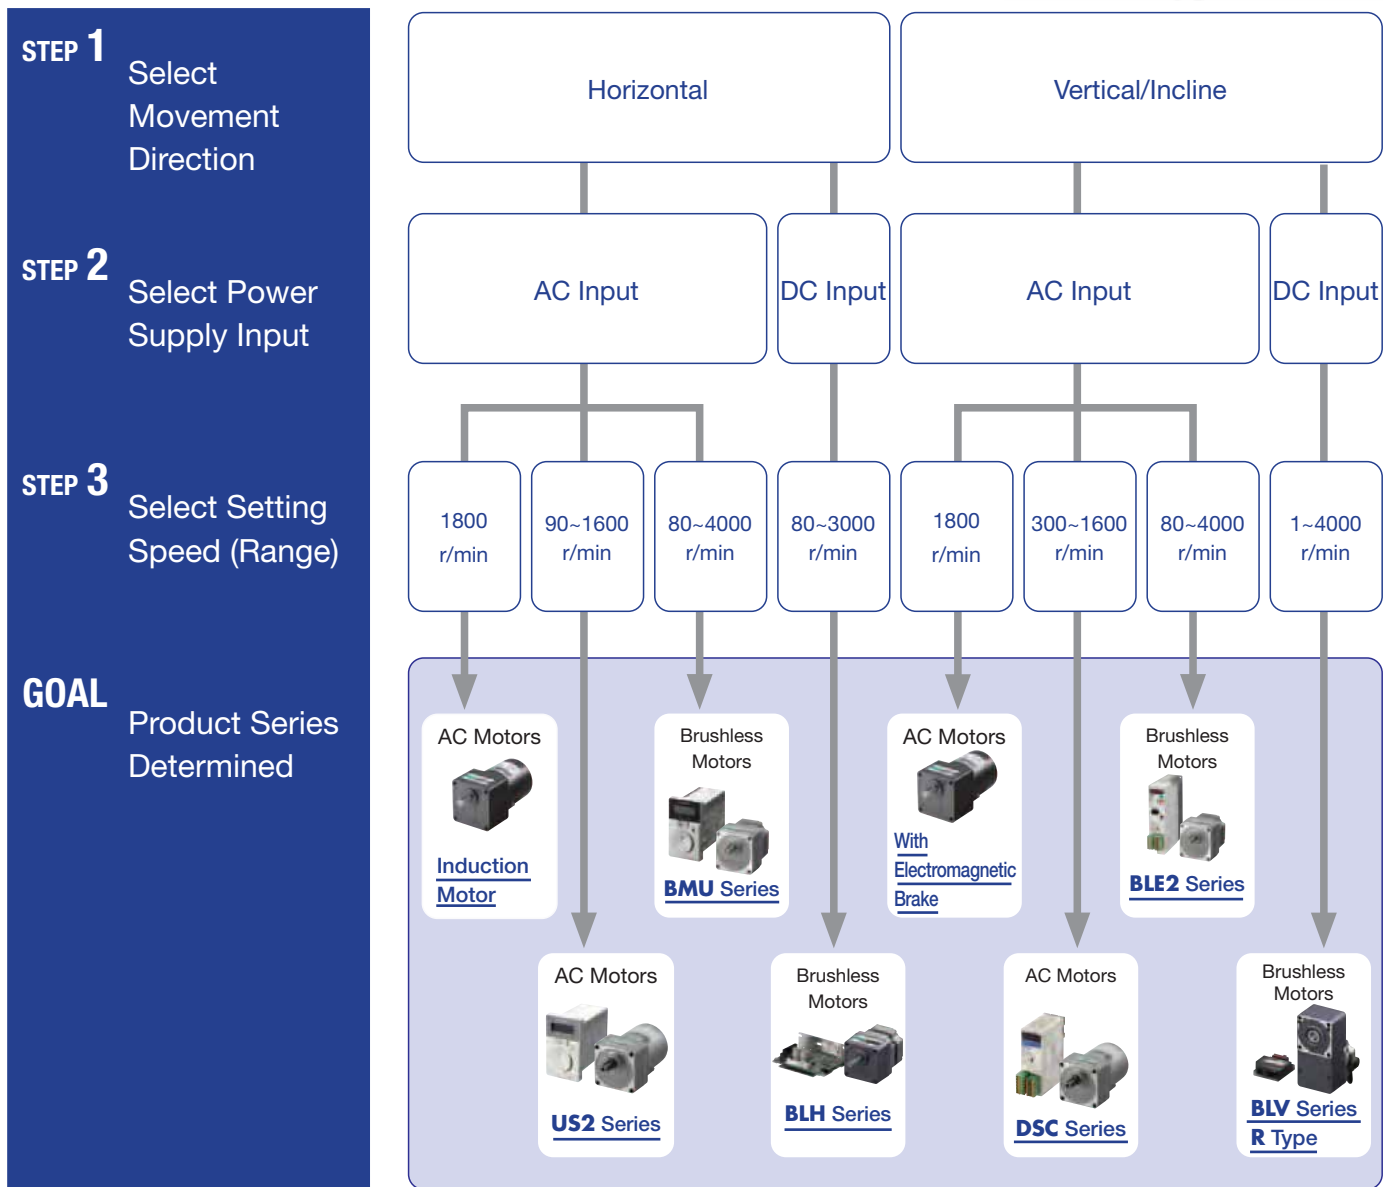 STEP 1
Select
Movement
Direction
Horizontal
Vertical/Incline
STEP 2
Select Power
Supply Input
AC Input
DC Input
AC Input
DC Input
STEP 3
Select Setting
Speed (Range)
1800
r/min
90~1600
r/min
80~4000
r/min
80~3000
r/min
1800
r/min
300~1600
r/min
80~4000
r/min
1~4000
r/min
GOAL
Product Series
Determined
AC Motors
Induction
Motor
Brushless
Motors
BMU Series
AC Motors
With
Electromagnetic
Brake
Brushless
Motors
BLE2 Series
AC Motors
US2 Series
Brushless
Motors
BLH Series
AC Motors
DSC Series
Brushless
Motors
BLV Series
R Type